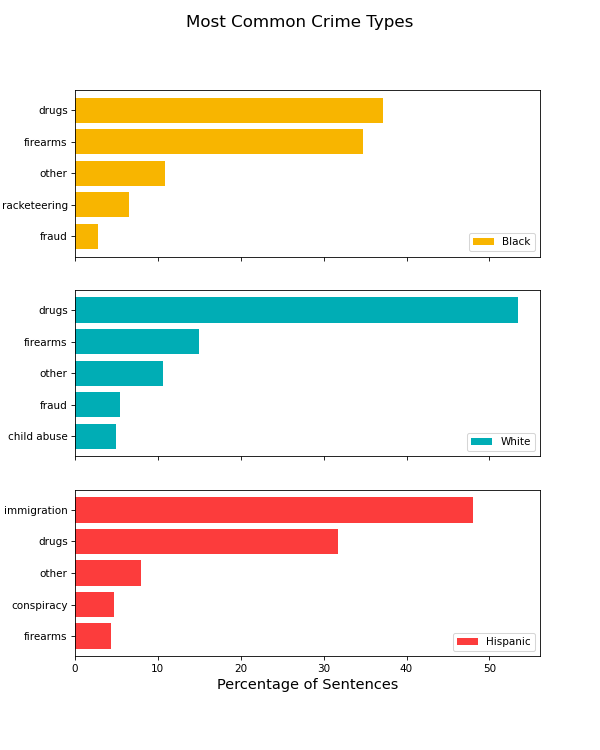 Most Common Crime Types
drugs
firearms
other
racketeering
fraud
Black
drugs
firearms
other
fraud
child abuse
White
immigration
drugs
other
conspiracy
firearms
Hispanic
0 10 20 30 40 50
Percentage of Sentences